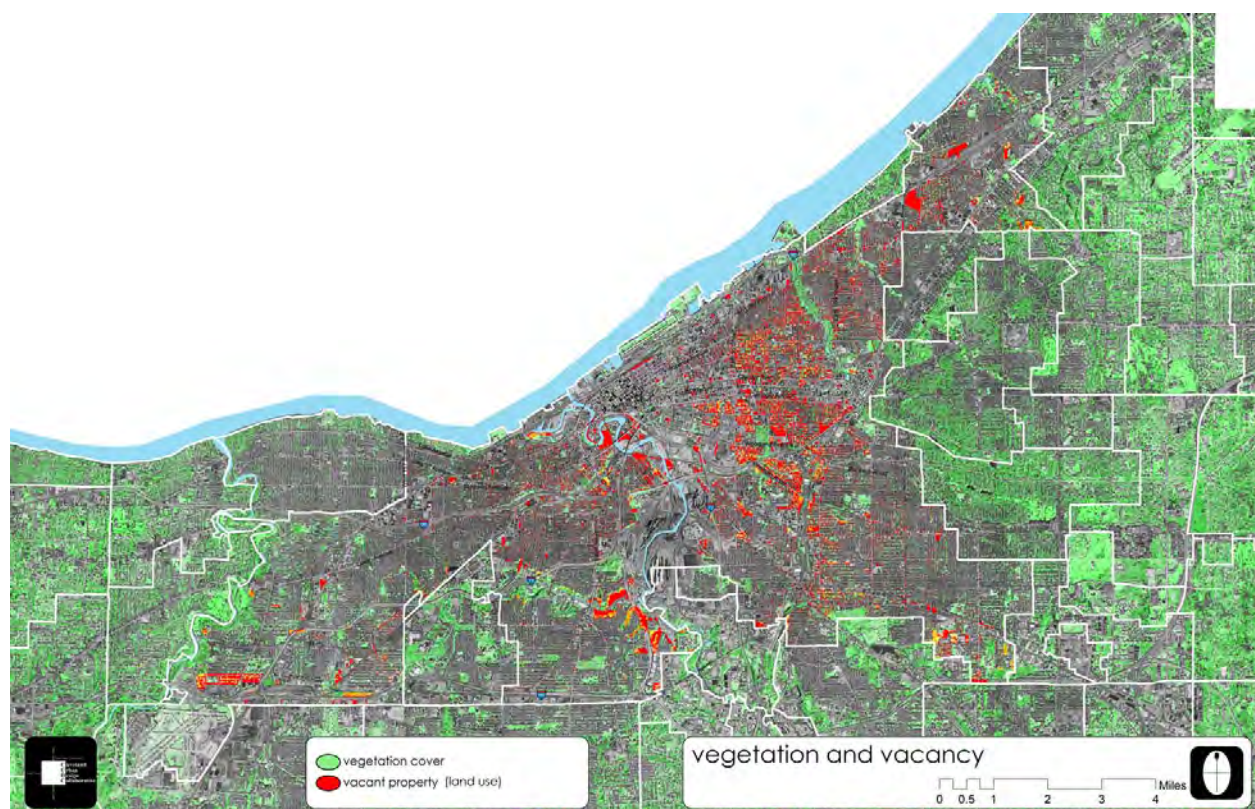 vegetation cover
vacant property (land use)
vegetation and vacancy
Miles
0 0.5 1 2 3 4